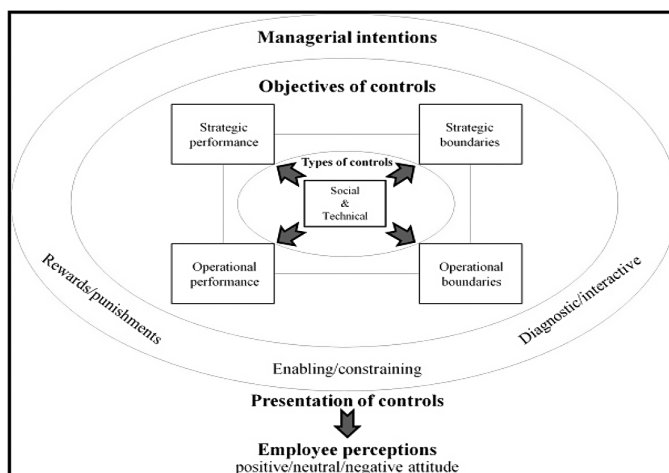 Managerial intentions
Objectives of controls
Strategic
performance
Strategic
boundaries
Types of controls
Social
&
Technical
Operational
performance
Operational
boundaries
Rewards/punishments
Diagnostic/interactive
Enabling/constraining
Presentation of controls
Employee perceptions
positive/neutral/negative attitude